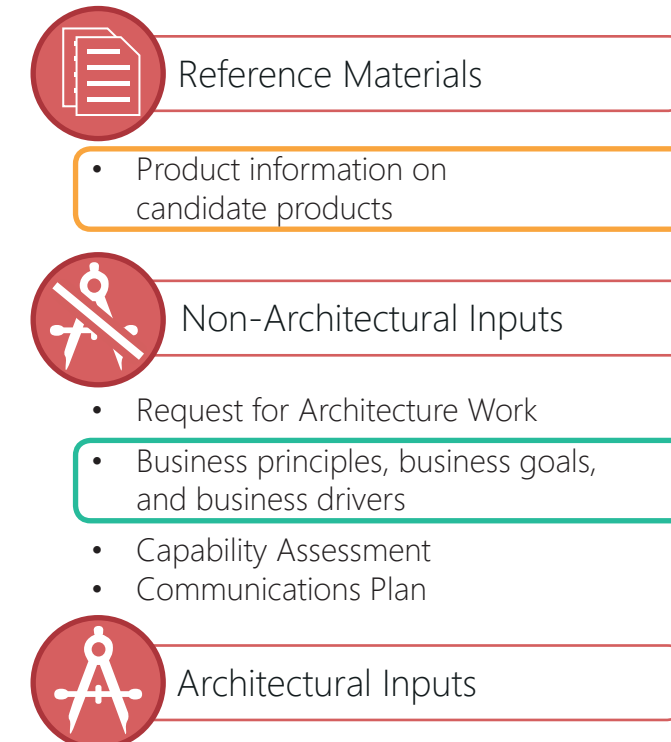 Reference Materials
• Product information on
candidate products
Non-Architectural Inputs
• Request for Architecture Work
• Business principles, business goals,
and business drivers
• Capability Assessment
• Communications Plan
Architectural Inputs